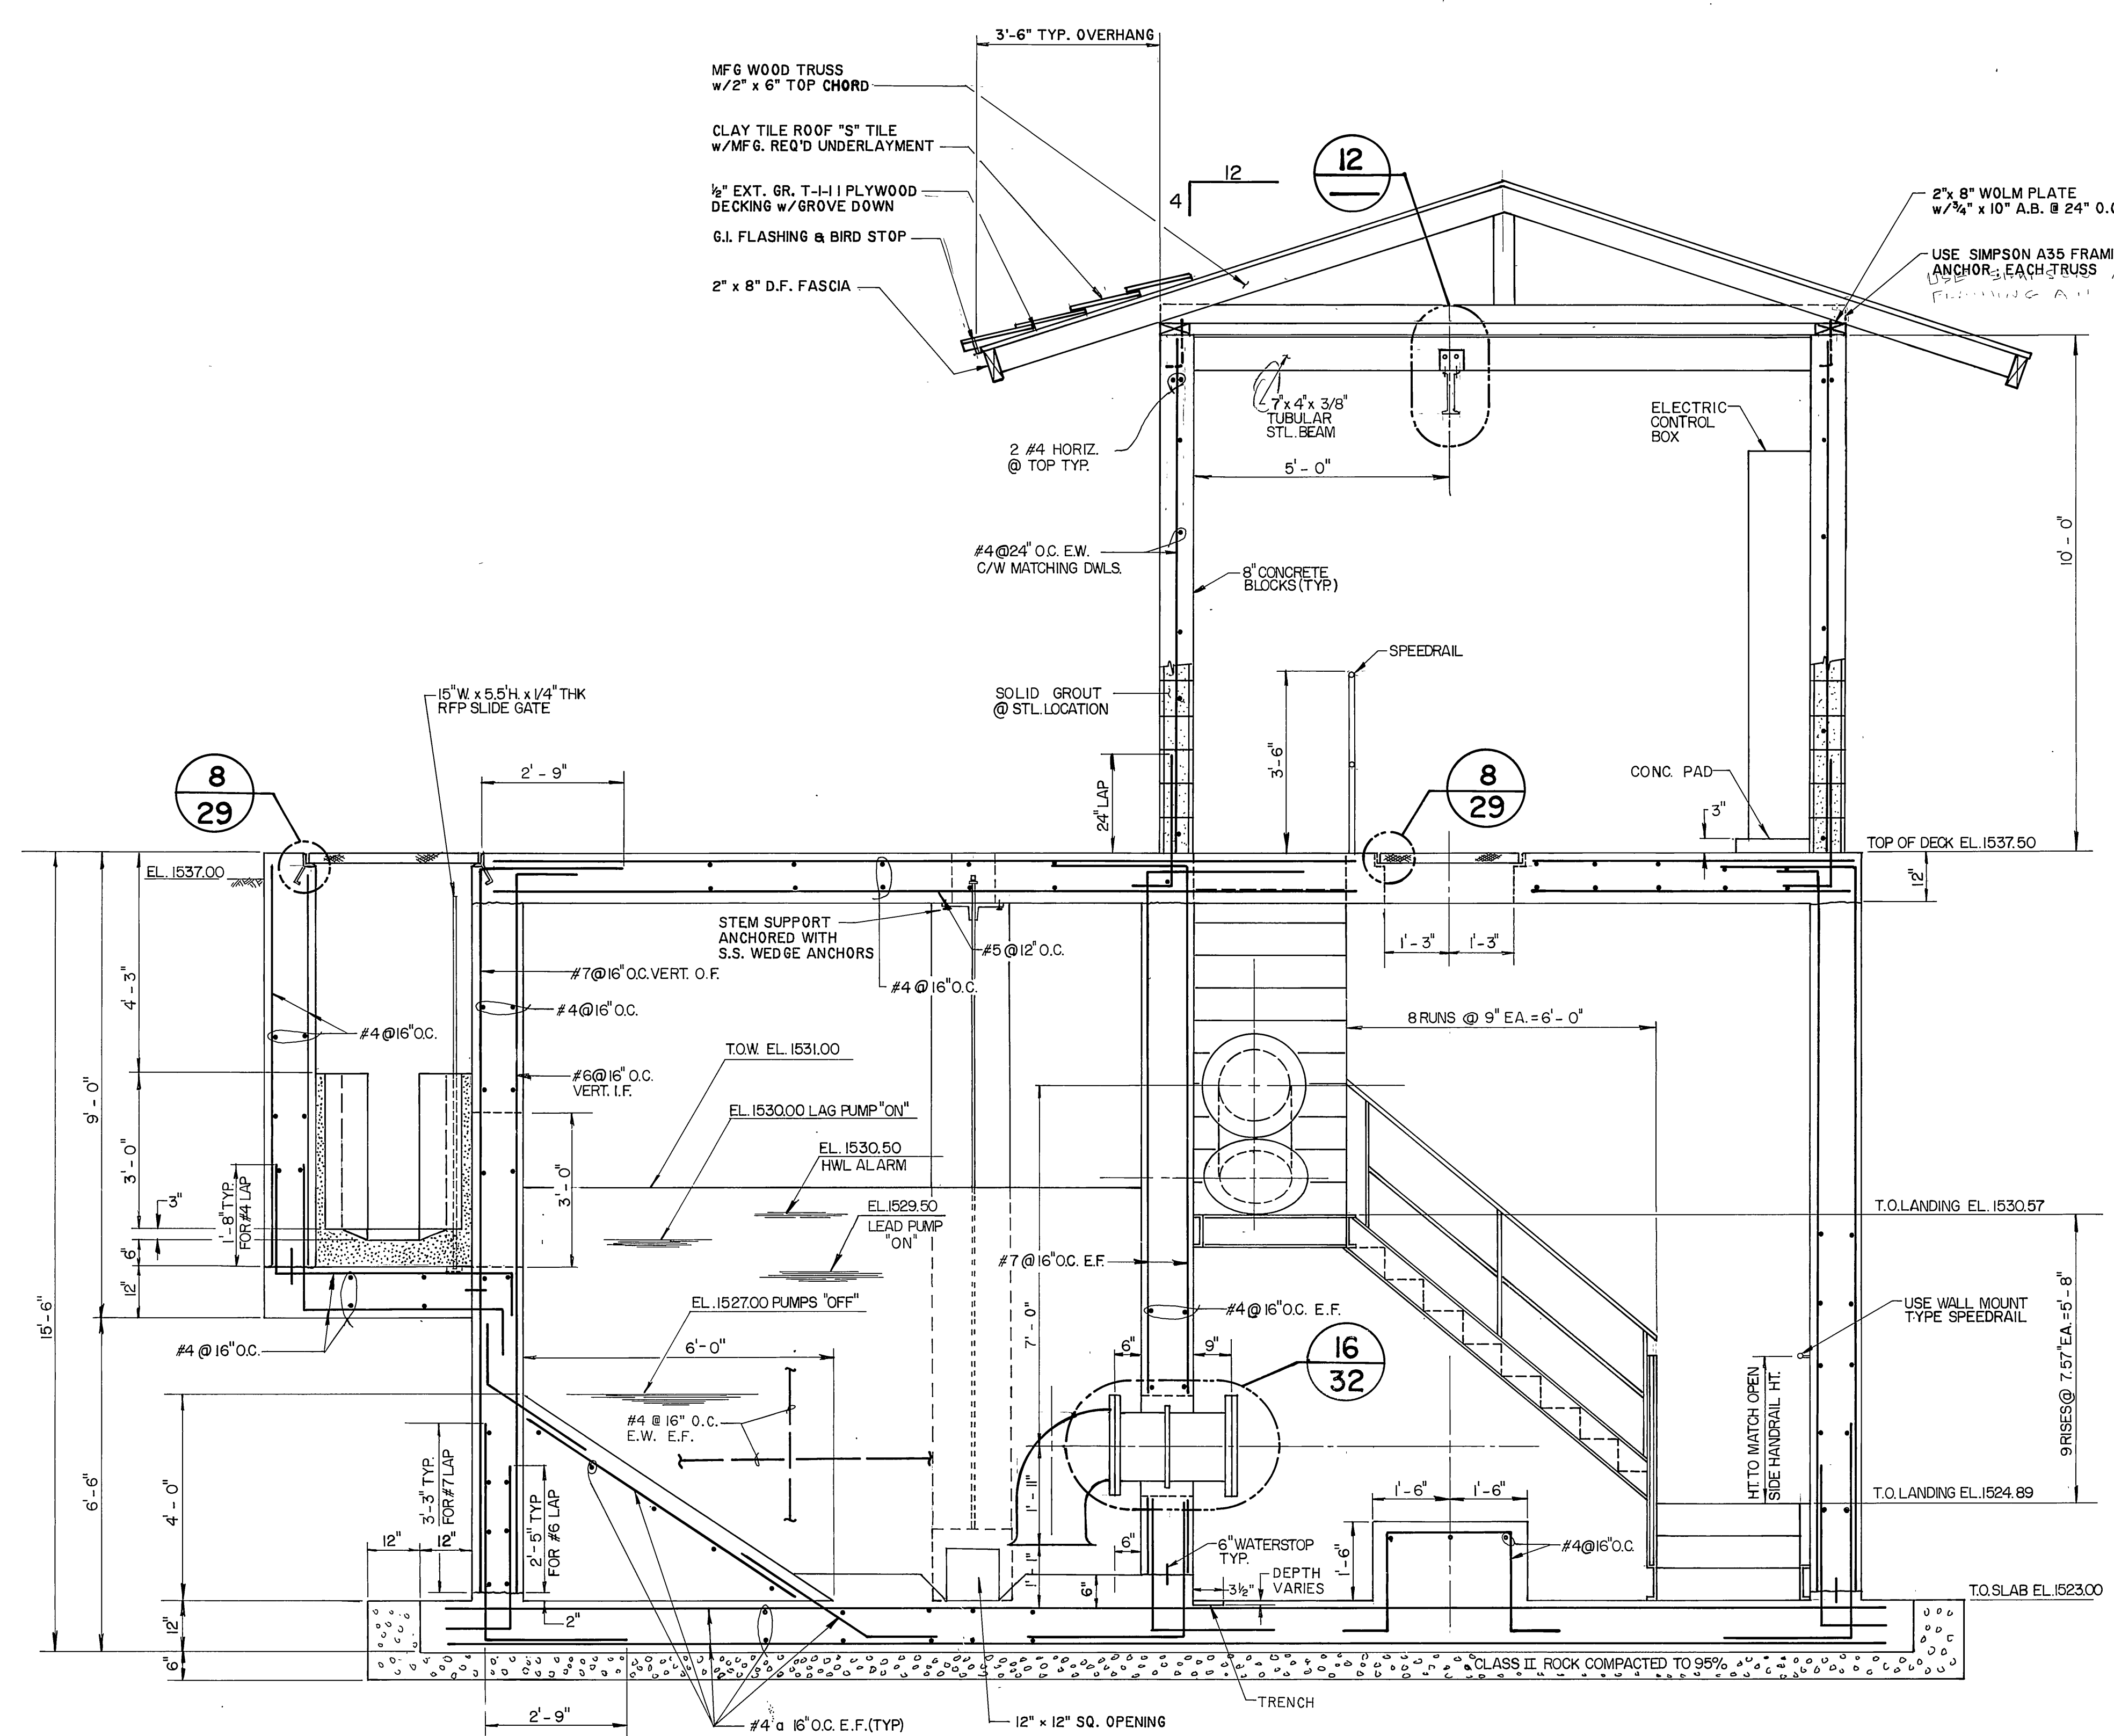 3'-6" TYP. OVERHANG
MFG WOOD TRUSS
w/2" x 6" TOP CHORD
CLAY TILE ROOF "S" TILE
w/MFG. REQ'D UNDERLAYMENT
½" EXT. GR. T-1-11 PLYWOOD
DECKING w/GROVE DOWN
G.I. FLASHING & BIRD STOP
2" x 8" D.F. FASCIA
12
4
12
2"x 8" WOLM PLATE
w/¾" x 10" A.B. @ 24" O.
USE SIMPSON A35 FRAMI
ANCHOR, EACH TRUSS
7"x 4"x 3/8"
TUBULAR
STL. BEAM
2 #4 HORIZ.
@ TOP TYP.
5'-0"
ELECTRIC
CONTROL
BOX
10'-0"
#4@24" O.C. E.W.
C/W MATCHING DWLS.
8" CONCRETE
BLOCKS (TYP.)
SPEEDRAIL
15"W. x 5.5'H. x 1/4" THK
RFP SLIDE GATE
SOLID GROUT
@ STL. LOCATION
3'-6"
24" LAP
8
29
2'-9"
8
29
CONC. PAD
3"
TOP OF DECK EL. 1537.50
12"
EL. 1537.00
STEM SUPPORT
ANCHORED WITH
S.S. WEDGE ANCHORS
#5@12" O.C.
#4@16" O.C.
1'-3"
1'-3"
#7@16" O.C. VERT. O.F.
#4@16" O.C.
4'-3"
#4@16" O.C.
8 RUNS @ 9" EA. = 6'-0"
T.O.W. EL. 1531.00
#6@16" O.C.
VERT. I.F.
EL. 1530.00 LAG PUMP "ON"
EL. 1530.50
HWL ALARM
9'-0"
3'-0"
3"
1'-8" TYP.
FOR #4 LAP
6"
12"
3'-0"
EL. 1529.50
LEAD PUMP
"ON"
T.O. LANDING EL. 1530.57
#7@16" O.C. E.F.
EL. 1527.00 PUMPS "OFF"
#4@16" O.C. E.F.
USE WALL MOUNT
TYPE SPEEDRAIL
15'-6"
#4 @ 16" O.C.
6'-0"
7'-0"
6"
9"
16
32
9 RISES @ 7.57" EA. = 5'-8"
HT. TO MATCH OPEN
SIDE HANDRAIL HT.
#4 @ 16" O.C.
E.W. E.F.
6'-6"
4'-0"
3'-3" TYP.
FOR #7 LAP
2'-5" TYP
FOR #6 LAP
1'-11"
1'-6"
1'-6"
T.O. LANDING EL. 1524.89
12"
12"
6"
6" WATERSTOP
TYP.
1'-6"
#4@16" O.C.
1'-1"
6"
3½"
DEPTH
VARIES
T.O. SLAB EL. 1523.00
12"
2"
6"
CLASS II ROCK COMPACTED TO 95%
TRENCH
2'-9"
#4 a 16" O.C. E.F. (TYP)
12" x 12" SQ. OPENING